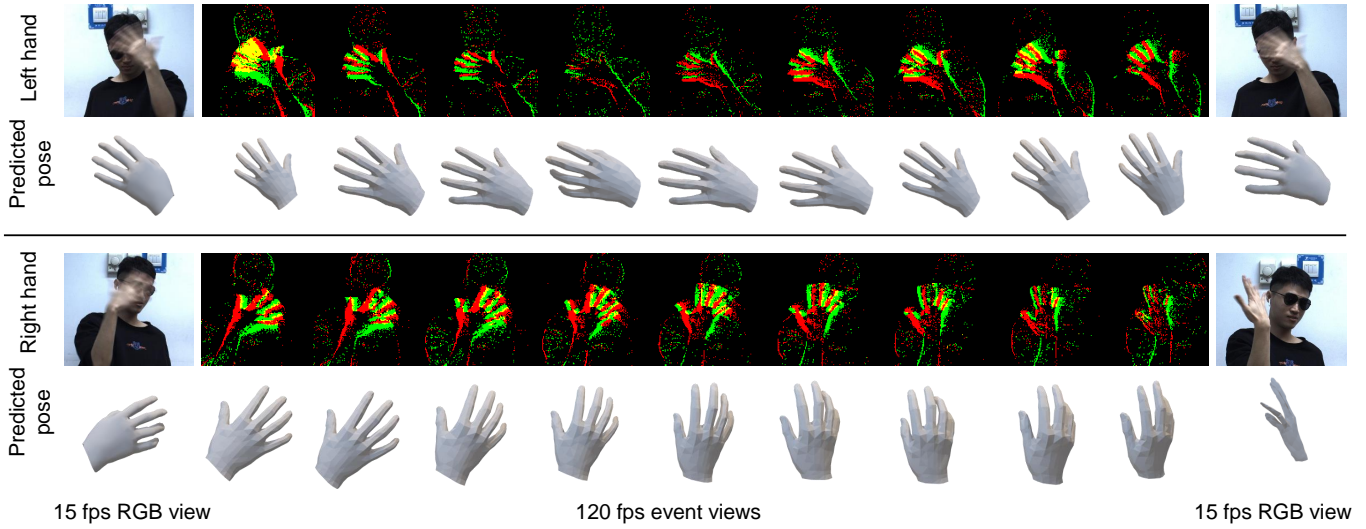 Left hand
Predicted
pose
Right hand
Predicted
pose
15 fps RGB view
120 fps event views
15 fps RGB view